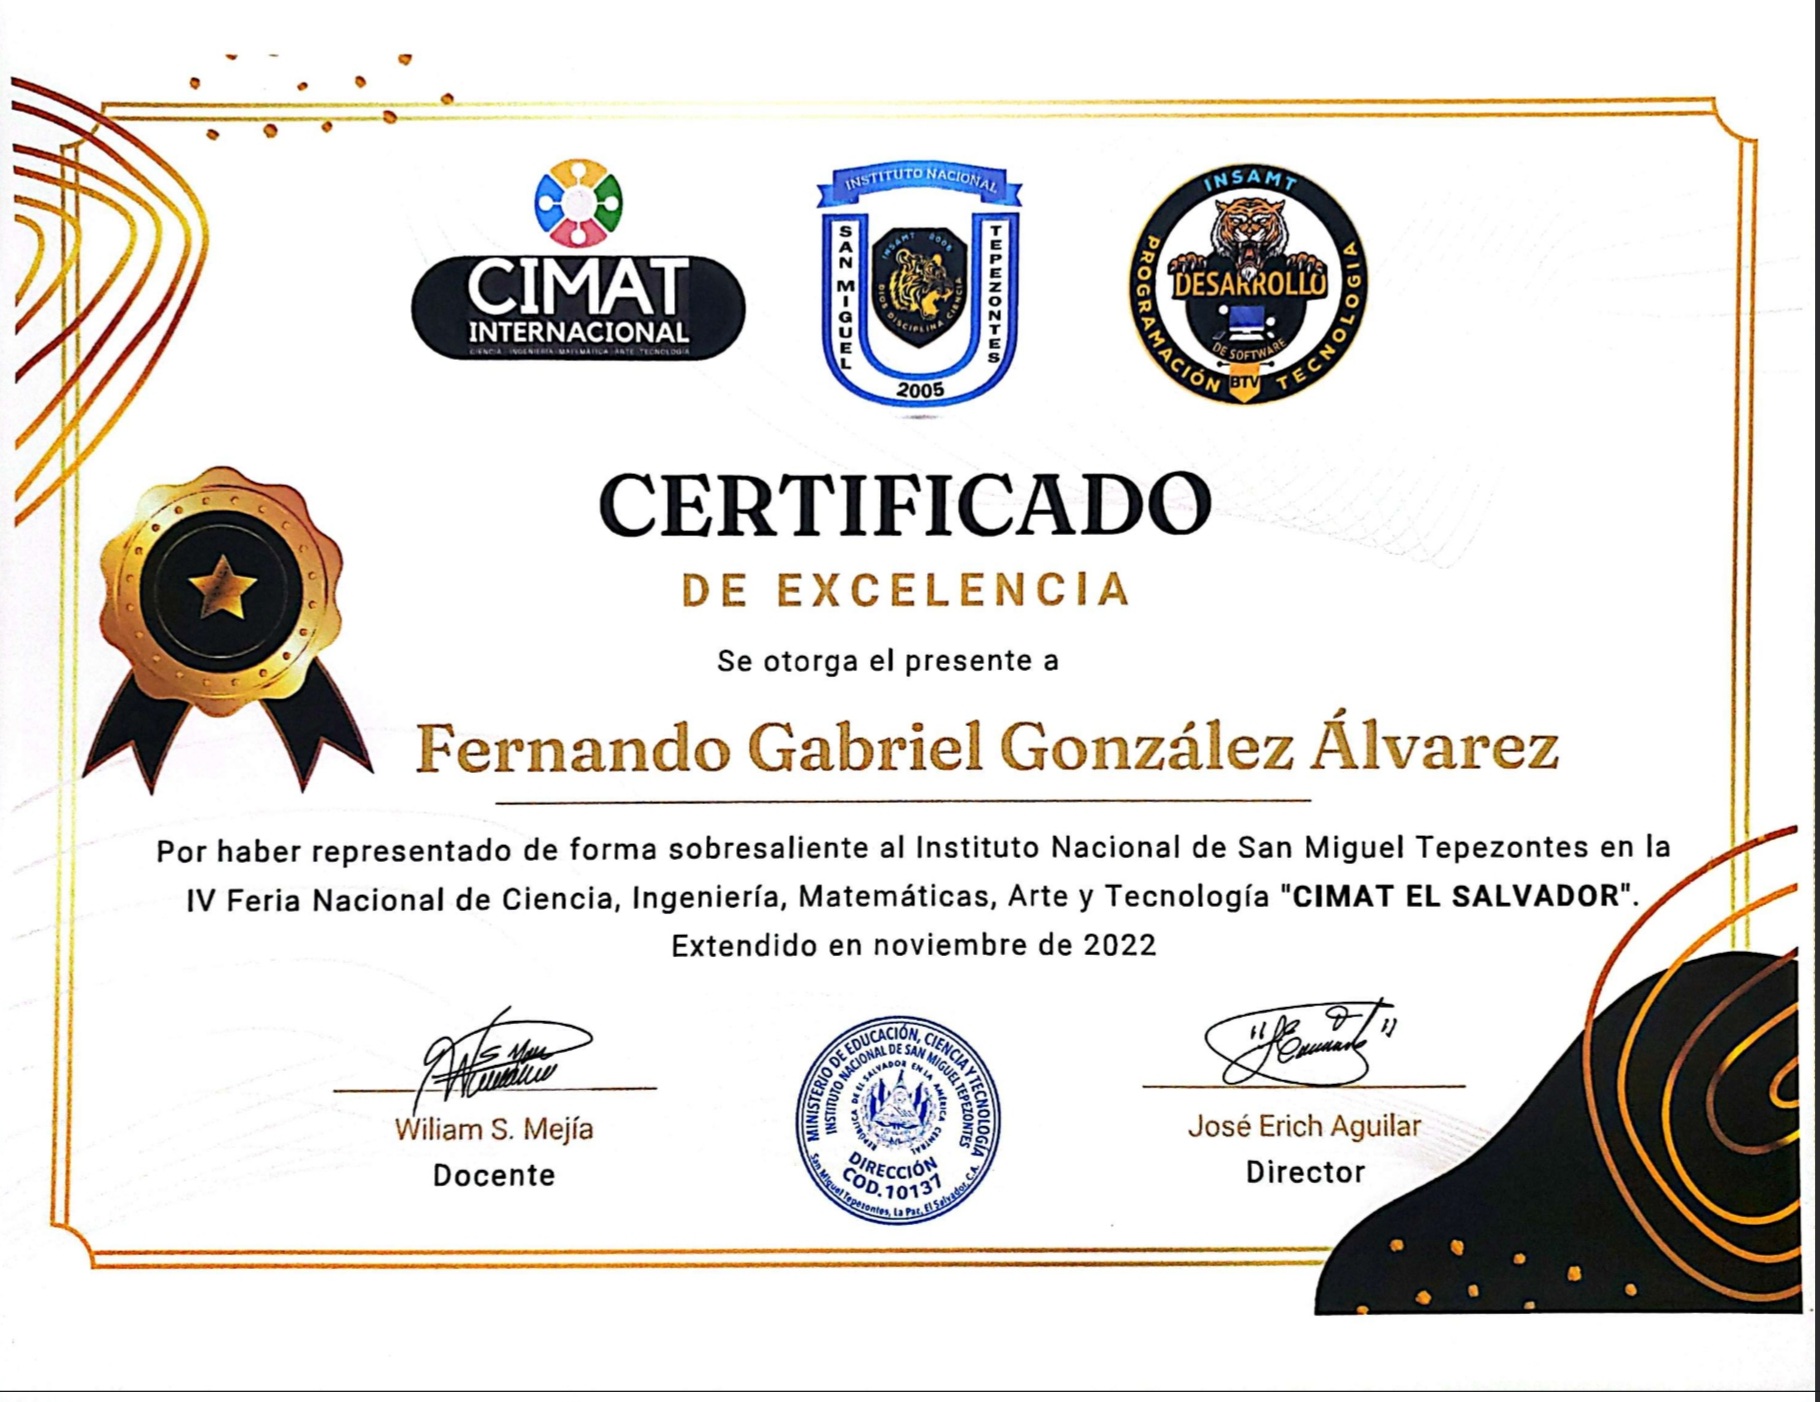 CIMAT
INTERNACIONAL
CIENCIA INGENIERÍA MATEMÁTICA ARTE TECNOLOGÍA
INSTITUTO NACIONAL
SAN MIGUEL
TEPEZONTES
INSAMT 2005
DIOS DISCIPLINA CIENCIA
2005
INSAMT
PROGRAMACIÓN
TECNOLOGIA
DESARROLLO
DE SOFTWARE
BTV
CERTIFICADO
DE EXCELENCIA
Se otorga el presente a
Fernando Gabriel González Álvarez
Por haber representado de forma sobresaliente al Instituto Nacional de San Miguel Tepezontes en la
IV Feria Nacional de Ciencia, Ingeniería, Matemáticas, Arte y Tecnología "CIMAT EL SALVADOR".
Extendido en noviembre de 2022
Wiliam S. Mejía
Docente
MINISTERIO DE EDUCACIÓN, CIENCIA Y TECNOLOGÍA
INSTITUTO NACIONAL DE SAN MIGUEL TEPEZONTES
REPÚBLICA DE EL SALVADOR EN LA AMÉRICA CENTRAL
DIRECCIÓN
COD.10137
San Miguel Tepezontes, La Paz, El Salvador, C.A.
José Erich Aguilar
Director